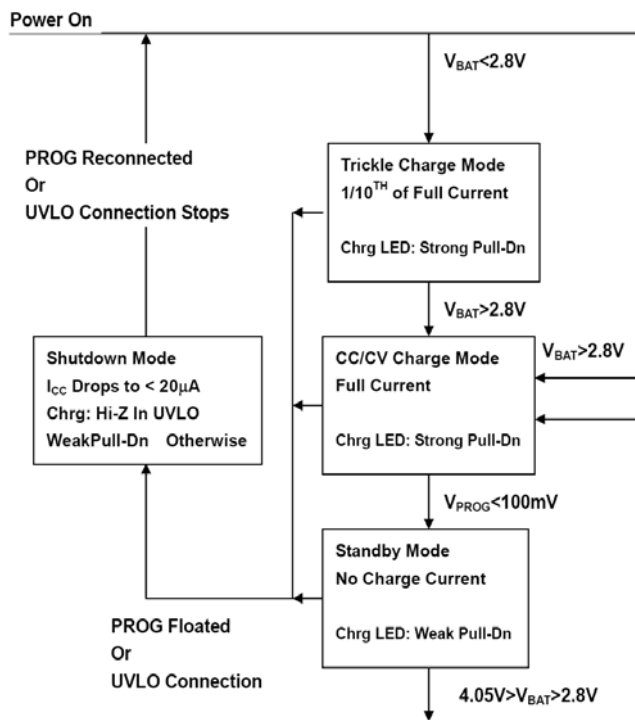 Power On
V_BAT<2.8V
PROG Reconnected
Or
UVLO Connection Stops
Trickle Charge Mode
1/10^TH of Full Current
Chrg LED: Strong Pull-Dn
V_BAT>2.8V
V_BAT>2.8V
Shutdown Mode
I_CC Drops to < 20μA
Chrg: Hi-Z In UVLO
WeakPull-Dn Otherwise
CC/CV Charge Mode
Full Current
Chrg LED: Strong Pull-Dn
V_PROG<100mV
Standby Mode
No Charge Current
Chrg LED: Weak Pull-Dn
PROG Floated
Or
UVLO Connection
4.05V>V_BAT>2.8V